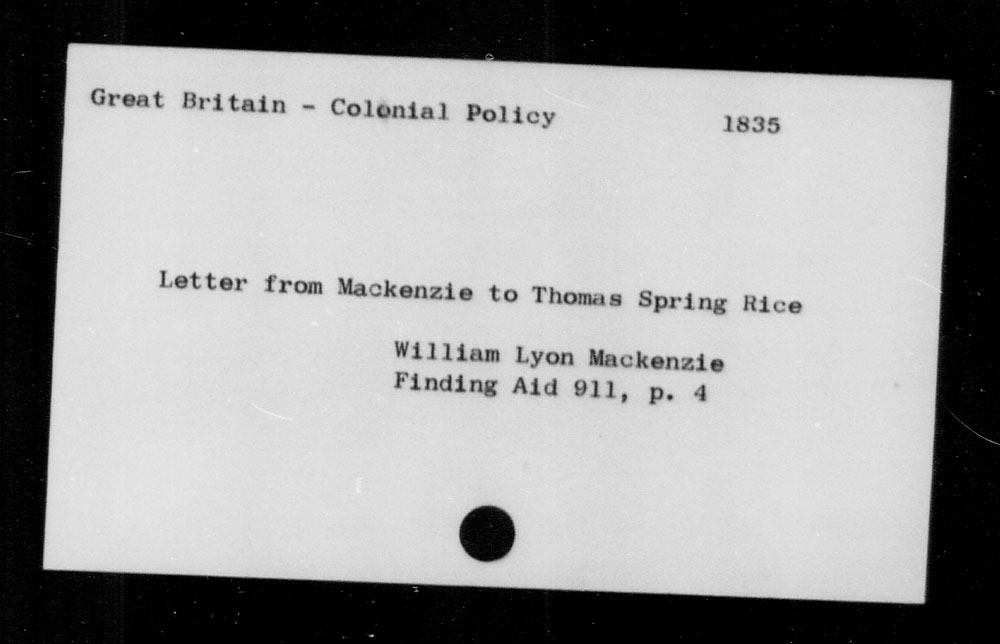 Great Britain - Colonial Policy 1835
Letter from Mackenzie to Thomas Spring Rice
William Lyon Mackenzie
Finding Aid 911, p. 4